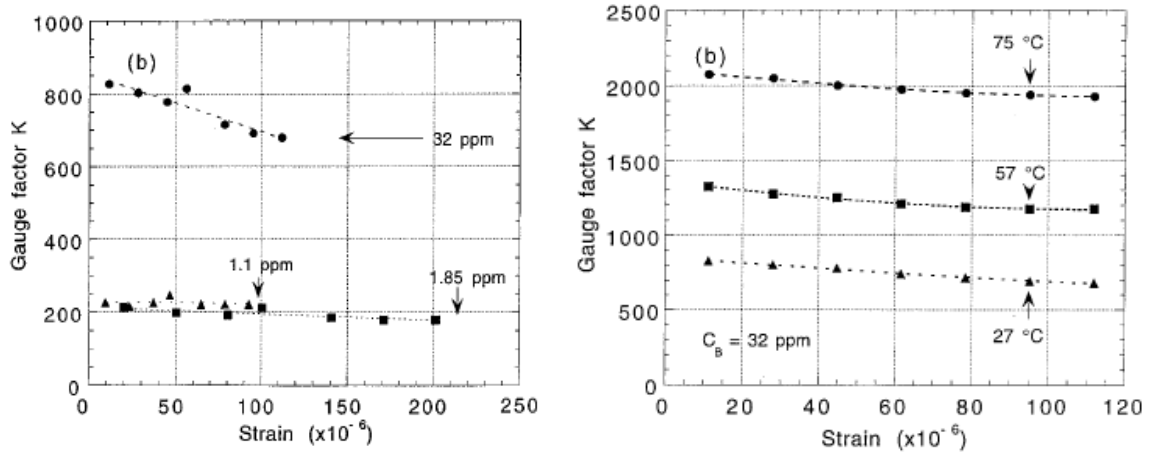 1000
800
600
400
200
0
Gauge factor K
(b)
32 ppm
1.1 ppm
1.85 ppm
0 50 100 150 200 250
Strain (x10⁻⁶)
2500
2000
1500
1000
500
0
Gauge factor K
(b)
75 °C
57 °C
27 °C
C_B = 32 ppm
0 20 40 60 80 100 120
Strain (x10⁻⁶)